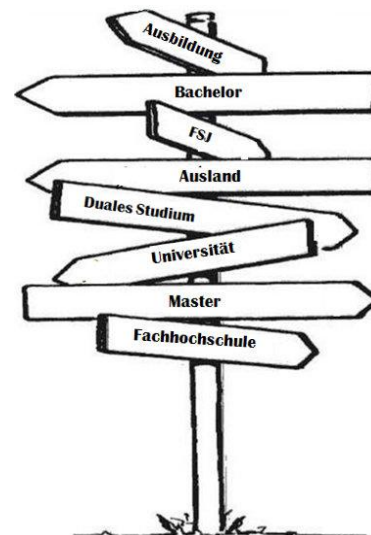 Ausbildung
Bachelor
FSJ
Ausland
Duales Studium
Universität
Master
Fachhochschule